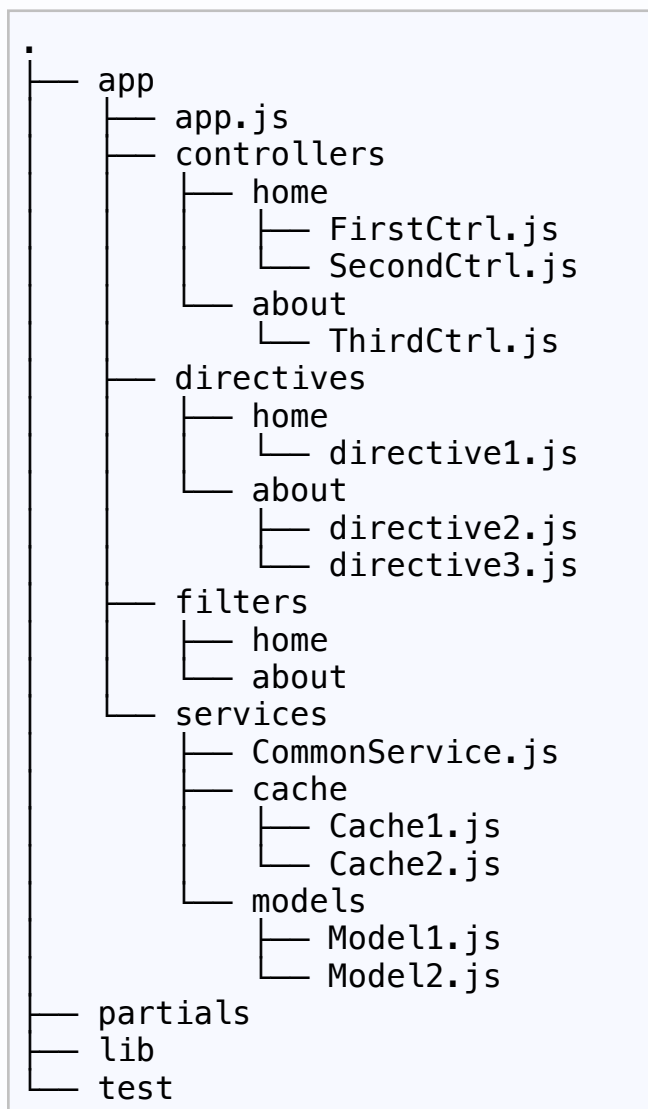 .
├── app
│   ├── app.js
│   ├── controllers
│   │   ├── home
│   │   │   ├── FirstCtrl.js
│   │   │   └── SecondCtrl.js
│   │   └── about
│   │       └── ThirdCtrl.js
│   ├── directives
│   │   ├── home
│   │   │   └── directive1.js
│   │   └── about
│   │       ├── directive2.js
│   │       └── directive3.js
│   ├── filters
│   │   ├── home
│   │   └── about
│   └── services
│       ├── CommonService.js
│       ├── cache
│       │   ├── Cache1.js
│       │   └── Cache2.js
│       └── models
│           ├── Model1.js
│           └── Model2.js
├── partials
├── lib
└── test